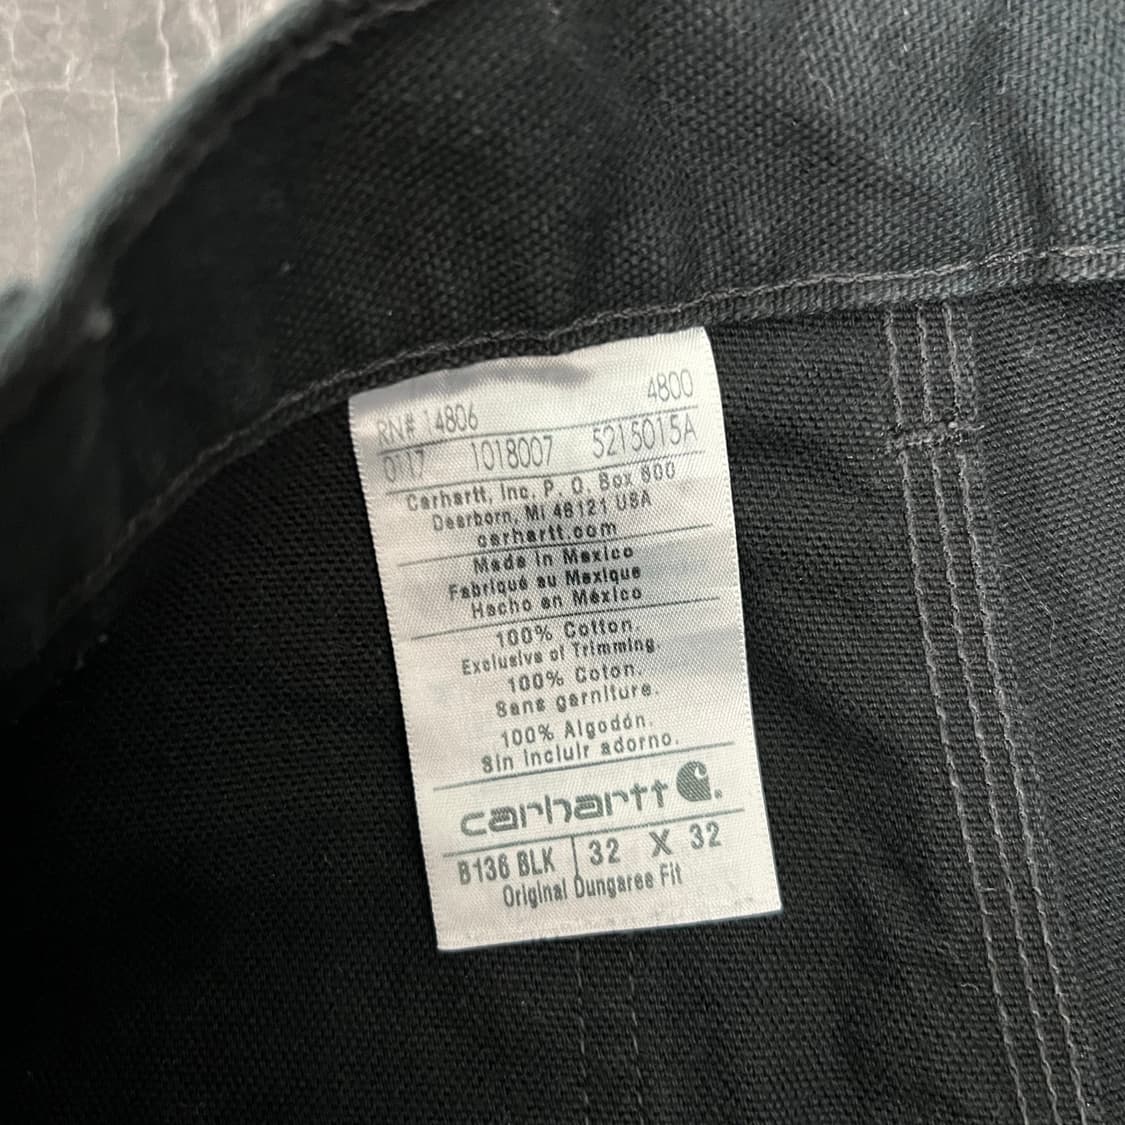 RN# 14806 4800
0117 1018007 5215015A
Carhartt, Inc. P. O. Box 600
Dearborn, MI 48121 USA
carhartt.com
Made in Mexico
Fabriqué au Mexique
Hecho en México
100% Cotton.
Exclusive of Trimming.
100% Coton.
Sans garniture.
100% Algodón.
Sin incluir adorno.
carhartt
B136 BLK 32 X 32
Original Dungaree Fit